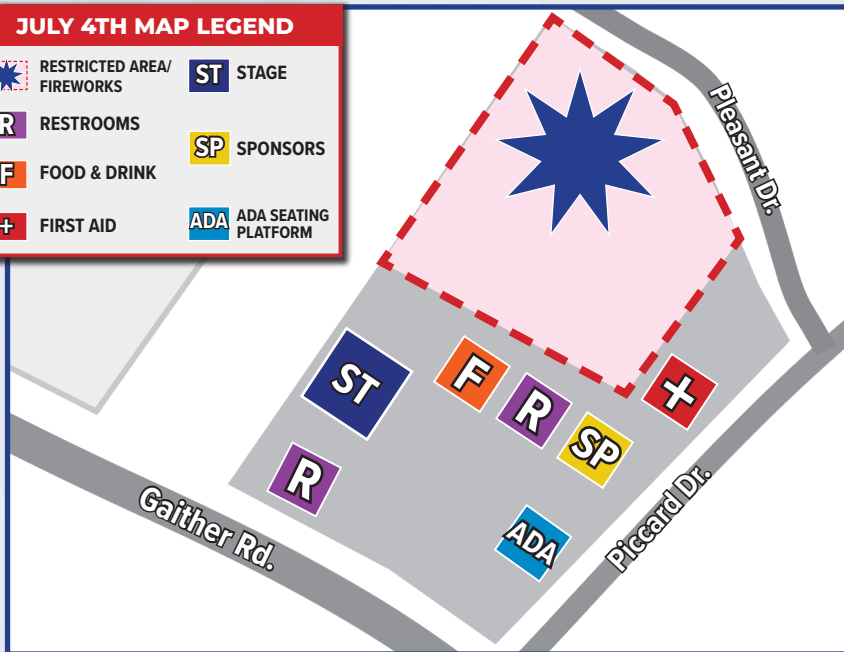 JULY 4TH MAP LEGEND
RESTRICTED AREA/
FIREWORKS
R RESTROOMS
F FOOD & DRINK
+ FIRST AID
ST STAGE
SP SPONSORS
ADA ADA SEATING
PLATFORM
Pleasant Dr.
ST
F
R
SP
+
R
ADA
Gaither Rd.
Piccard Dr.